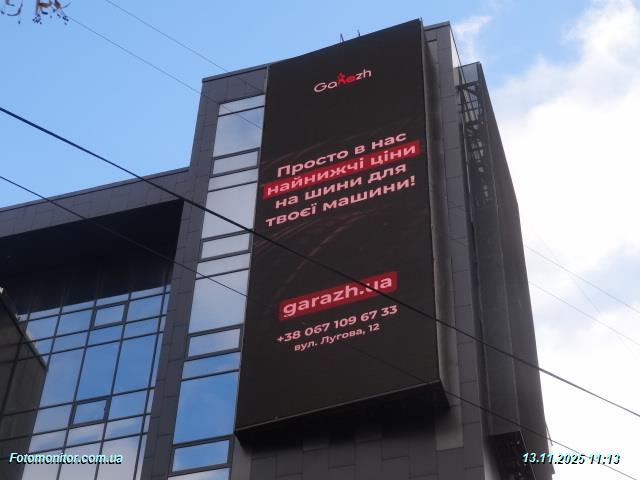 Garazh
Просто в нас
найнижчі ціни
на шини для
твоєї машини!
garazh.ua
+38 067 109 67 33
вул. Лугова, 12
Fotomonitor.com.ua
13.11.2025 11:13